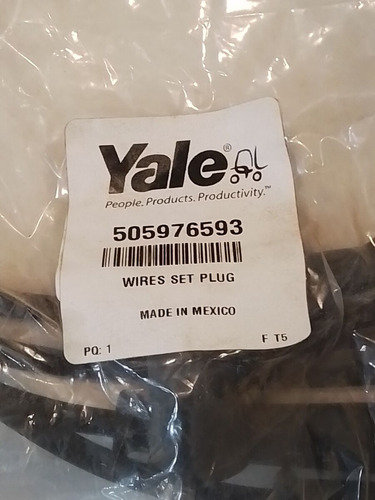 Yale®
People. Products. Productivity.™
505976593
WIRES SET PLUG
MADE IN MEXICO
PQ: 1 F T5